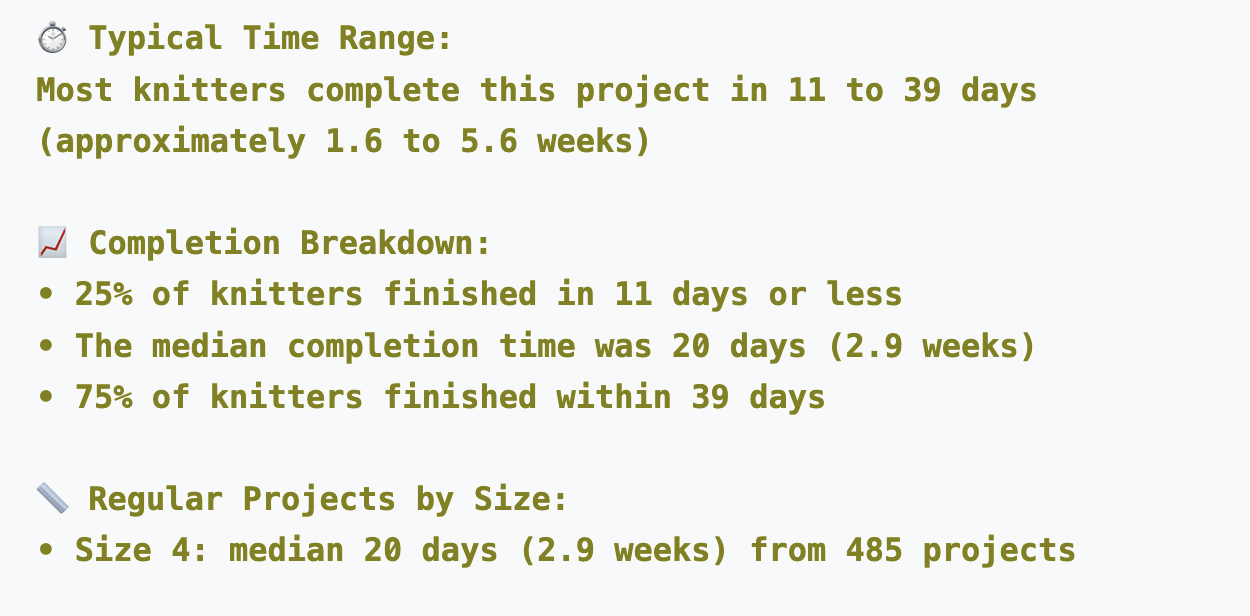 ⏱️ Typical Time Range:
Most knitters complete this project in 11 to 39 days
(approximately 1.6 to 5.6 weeks)
📈 Completion Breakdown:
• 25% of knitters finished in 11 days or less
• The median completion time was 20 days (2.9 weeks)
• 75% of knitters finished within 39 days
📏 Regular Projects by Size:
• Size 4: median 20 days (2.9 weeks) from 485 projects